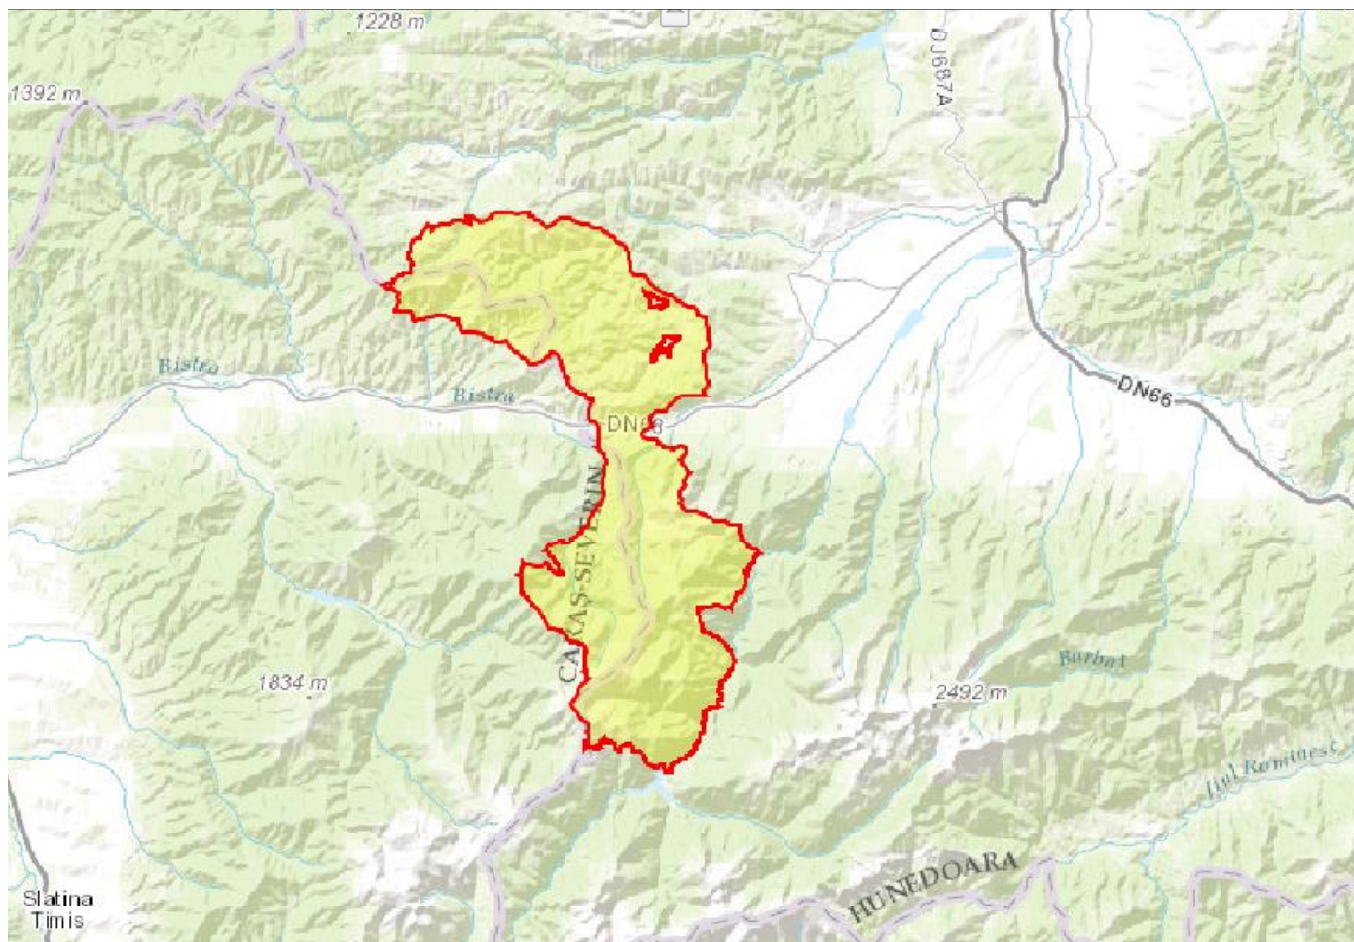 1228 m
DJ687A
1392 m
Bistra
Bistra
DN66
DN68
CARAS-SEVERIN
Barbat
1834 m
2492 m
Jiul Romanesc
HUNEDOARA
Slatina
Timis